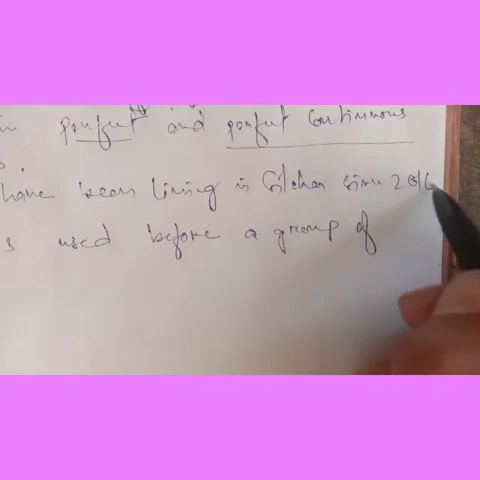 perfect and perfect continuous
have been living in Silchar since 2016
used before a group of